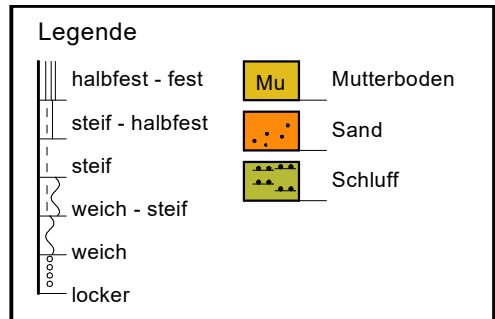 Legende
halbfest - fest
steif - halbfest
steif
weich - steif
weich
locker
Mu Mutterboden
Sand
Schluff